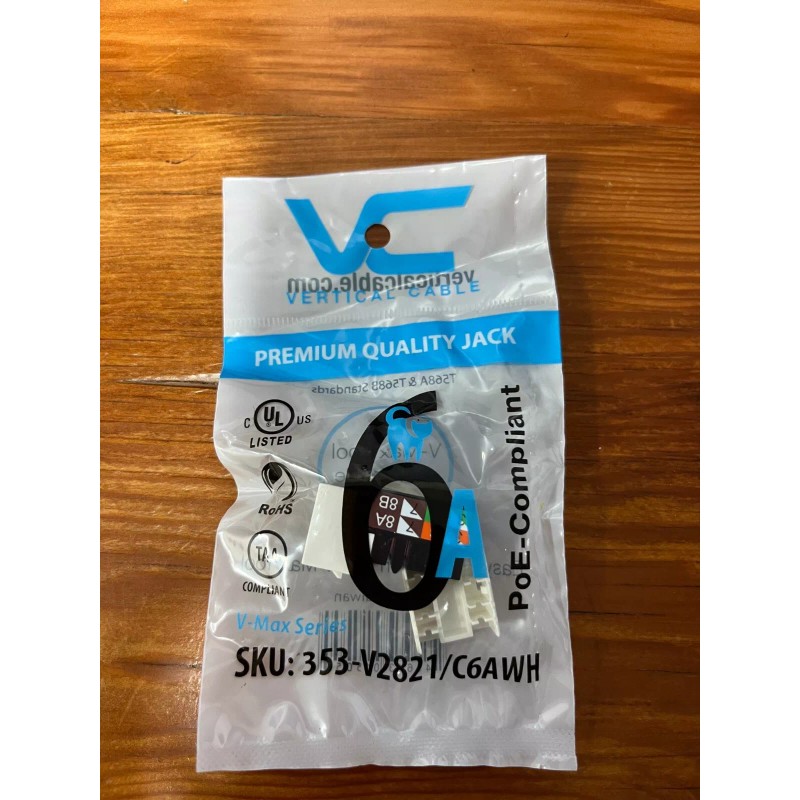 VC
verticalcable.com
VERTICAL CABLE
PREMIUM QUALITY JACK
T568A & T568B Standards
C UL US
LISTED
RoHS
TAA
COMPLIANT
6A
8A
8B
PoE-Compliant
V-Max
V-Max Series
SKU: 353-V2821/C6AWH